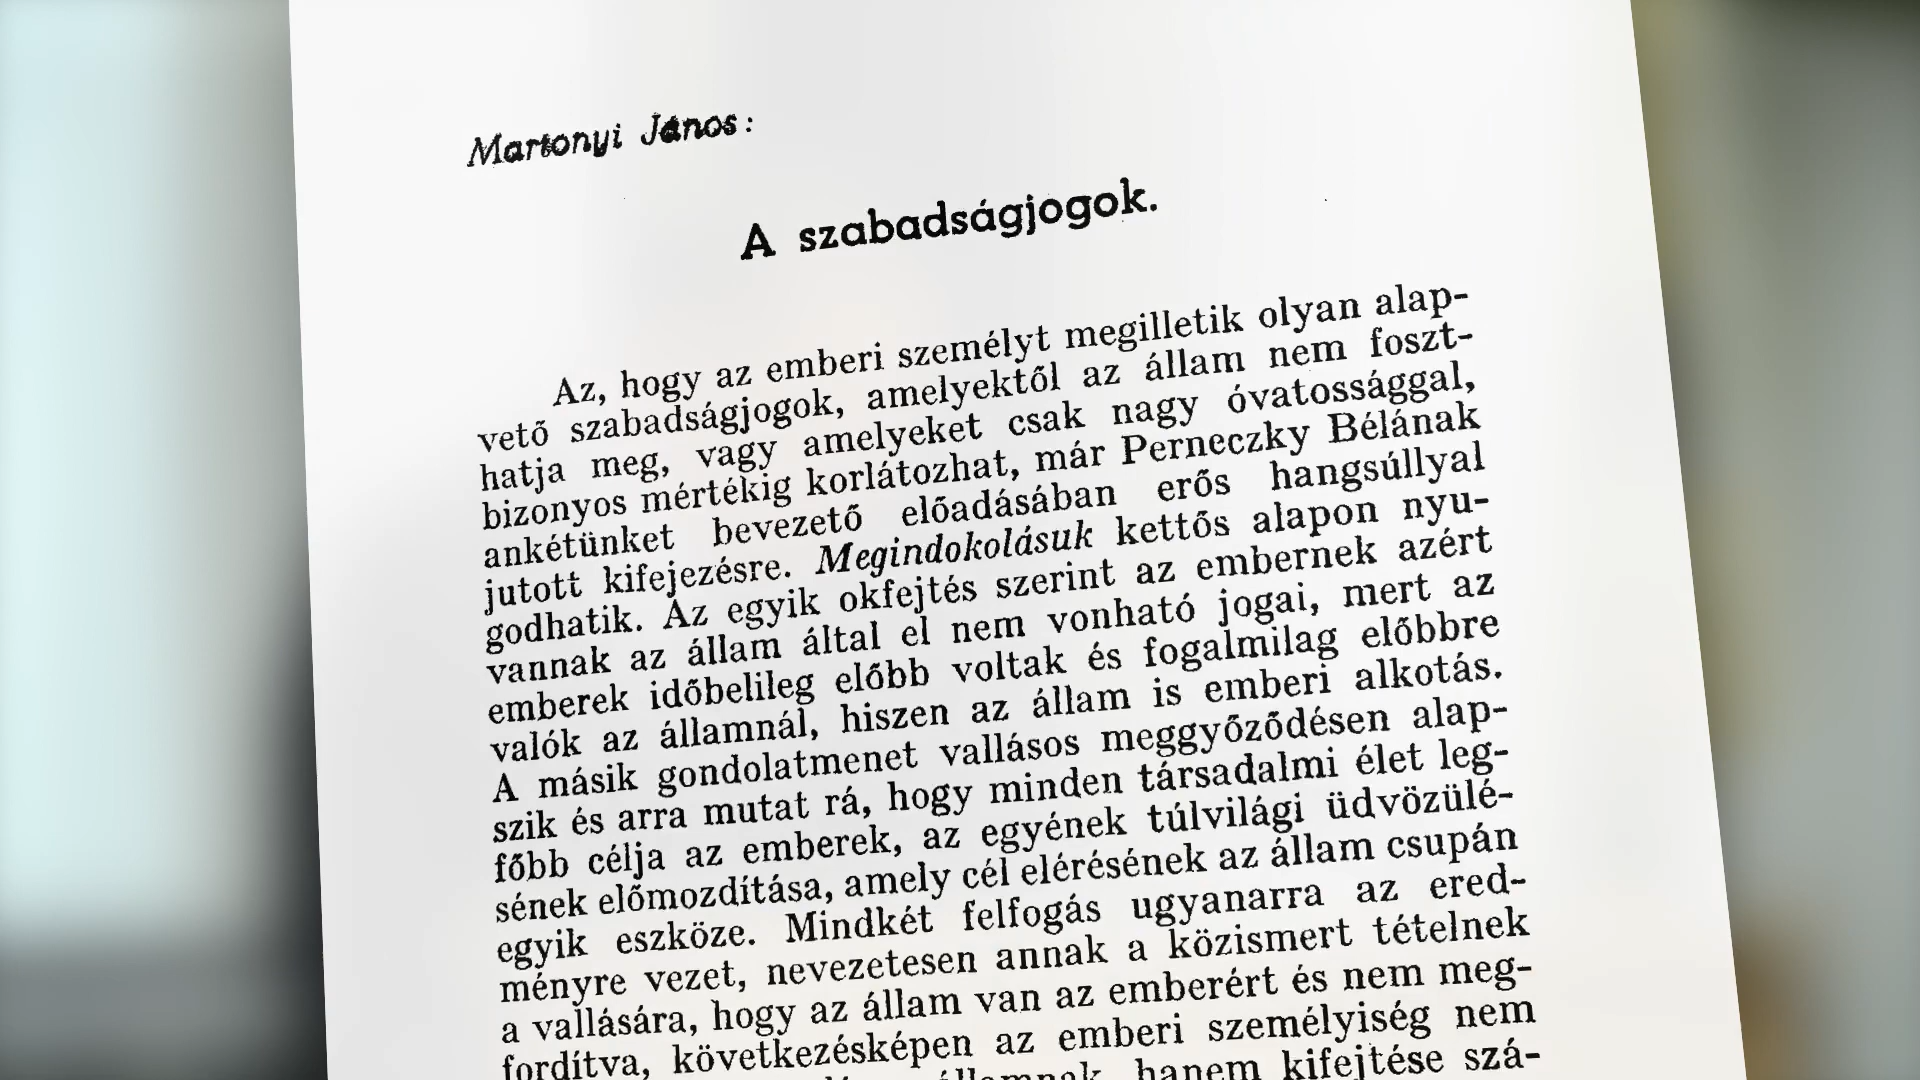 Martonyi János:
A szabadságjogok.
Az, hogy az emberi személyt megilletik olyan alap-
vető szabadságjogok, amelyektől az állam nem foszt-
hatja meg, vagy amelyeket csak nagy óvatossággal,
bizonyos mértékig korlátozhat, már Perneczky Bélának
ankétünket bevezető előadásában erős hangsúllyal
jutott kifejezésre. Megindokolásuk kettős alapon nyu-
godhatik. Az egyik okfejtés szerint az embernek azért
vannak az állam által el nem vonható jogai, mert az
emberek időbelileg előbb voltak és fogalmilag előbbre
valók az államnál, hiszen az állam is emberi alkotás.
A másik gondolatmenet vallásos meggyőződésen alap-
szik és arra mutat rá, hogy minden társadalmi élet leg-
főbb célja az emberek, az egyének túlvilági üdvözülé-
sének előmozdítása, amely cél elérésének az állam csupán
egyik eszköze. Mindkét felfogás ugyanarra az ered-
ményre vezet, nevezetesen annak a közismert tételnek
a vallására, hogy az állam van az emberért és nem meg-
fordítva, következésképen az emberi személyiség nem
államnak, hanem kifejtése szá-